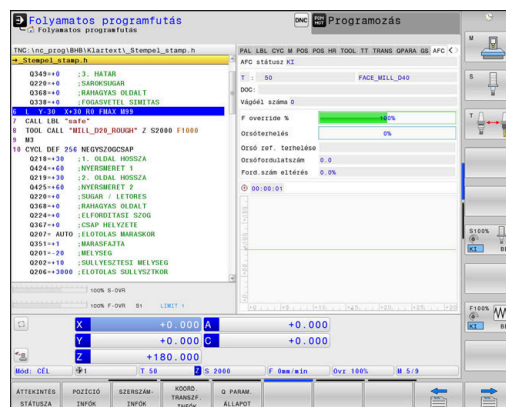 Folyamatos programfutás
Folyamatos programfutás
DNC
Programozás
TNC:\nc_prog\BHB\Klartext\_Stempel_stamp.h
→_Stempel_stamp.h
Q349=+0 ;3. HATAR
Q220=+0 ;SAROKSUGAR
Q368=+0 ;RAHAGYAS OLDALT
Q338=+0 ;FOGASVETEL SIMITAS
6 L Y-30 X+30 R0 FMAX M99
7 CALL LBL "safe"
8 TOOL CALL "MILL_D20_ROUGH" Z S2000 F1000
9 M3
10 CYCL DEF 256 NEGYSZOGCSAP
Q218=+30 ;1. OLDAL HOSSZA
Q424=+60 ;NYERSMERET 1
Q219=+30 ;2. OLDAL HOSSZA
Q425=+60 ;NYERSMERET 2
Q220=+0 ;SUGAR / LETORES
Q368=+0 ;RAHAGYAS OLDALT
Q224=+0 ;ELFORDITASI SZOG
Q367=+0 ;CSAP HELYZETE
Q207= AUTO ;ELOTOLAS MARASKOR
Q351=+1 ;MARASFAJTA
Q201=-20 ;MELYSEG
Q202=+10 ;SULLYESZTESI MELYSEG
Q206=+3000 ;ELOTOLAS SULLYSZTKOR
100% S-OVR
100% F-OVR S1 LIMIT 1
PAL LBL CYC M POS POS HR TOOL TT TRANS QPARA GS AFC
AFC státusz KI
T : 50 FACE_MILL_D40
DOC:
Vágóél száma 0
F override % 100%
Orsóterhelés 0%
Orsó ref. terhelése
Orsófordulatszám 0.0
Ford.szám eltérés 0.0%
00:00:01
X +0.000 A +0.000
Y +0.000 C +0.000
Z +180.000
Mód: CÉL 1 T 50 Z S 2000 F 0mm/min Ovr 100% M 5/9
ÁTTEKINTÉS STÁTUSZA
POZÍCIÓ INFÓK
SZERSZÁM- INFÓK
KOORD. TRANSZF. INFÓK
Q PARAM. ÁLLAPOT
M
S
T
S100%
KI
F100%
KI